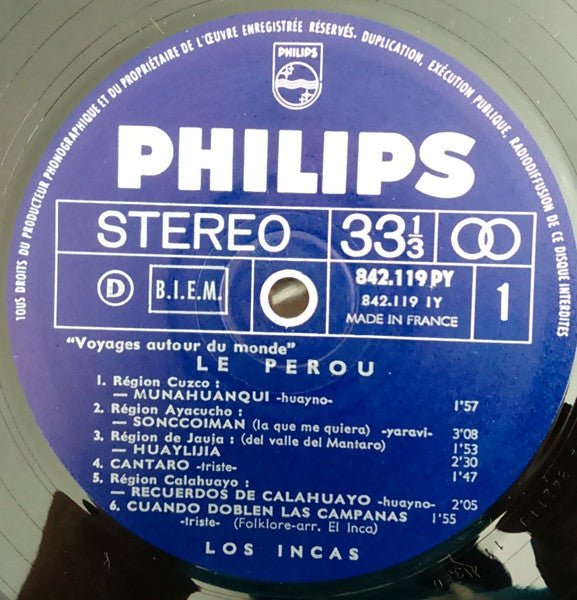 TOUS DROITS DU PRODUCTEUR PHONOGRAPHIQUE ET DU PROPRIÉTAIRE DE L'ŒUVRE ENREGISTRÉE RÉSERVÉS. DUPLICATION, EXÉCUTION PUBLIQUE, RADIODIFFUSION DE CE DISQUE INTERDITES
PHILIPS
PHILIPS
STEREO 33 1/3
D B.I.E.M. 842.119 PY 1
842.119 1Y
MADE IN FRANCE
"Voyages autour du monde"
LE PEROU
1. Région Cuzco :
— MUNAHUANQUI -huayno- 1'57
2. Région Ayacucho :
— SONCCOIMAN (la que me quiera) -yaravi- 3'08
3. Région de Jauja : (del valle del Mantaro) 1'53
— HUAYLIJIA 2'30
4. CANTARO -triste- 1'47
5. Région Calahuayo :
— RECUERDOS DE CALAHUAYO -huayno- 2'05
6. CUANDO DOBLEN LAS CAMPANAS 1'55
-triste- (Folklore-arr. El Inca)
LOS INCAS